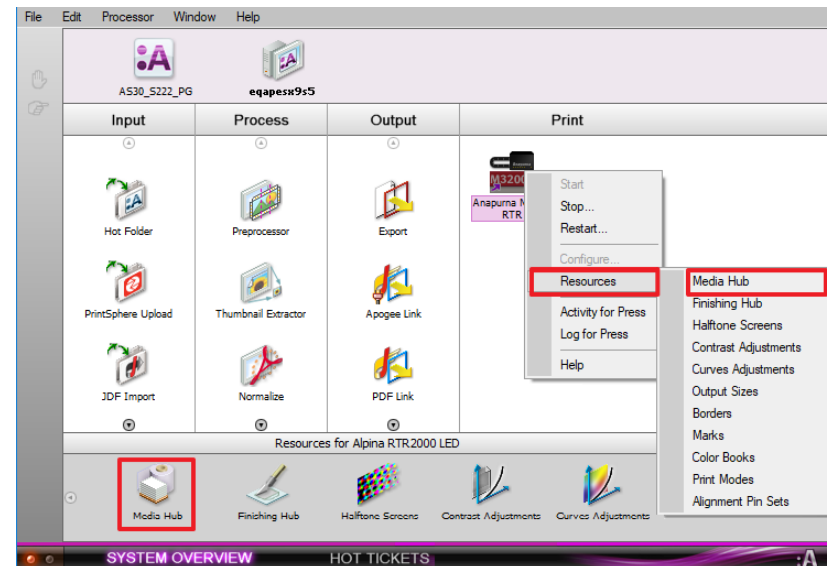 File Edit Processor Window Help
AS30_S222_PG eqapesx9s5
Input Process Output Print
M3200
Anapurna M
RTR
Hot Folder Preprocessor Export
PrintSphere Upload Thumbnail Extractor Apogee Link
JDF Import Normalize PDF Link
Start
Stop...
Restart...
Configure...
Resources
Activity for Press
Log for Press
Help
Media Hub
Finishing Hub
Halftone Screens
Contrast Adjustments
Curves Adjustments
Output Sizes
Borders
Marks
Color Books
Print Modes
Alignment Pin Sets
Resources for Alpina RTR2000 LED
Media Hub Finishing Hub Halftone Screens Contrast Adjustments Curves Adjustments
SYSTEM OVERVIEW HOT TICKETS :A